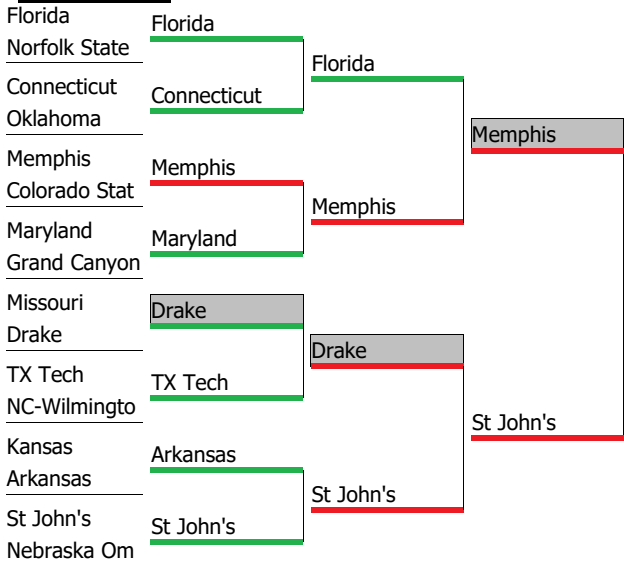 Florida
Norfolk State
Connecticut
Oklahoma
Memphis
Colorado Stat
Maryland
Grand Canyon
Missouri
Drake
TX Tech
NC-Wilmingto
Kansas
Arkansas
St John's
Nebraska Om
Florida
Connecticut
Memphis
Maryland
Drake
TX Tech
Arkansas
St John's
Florida
Memphis
Drake
St John's
Memphis
St John's